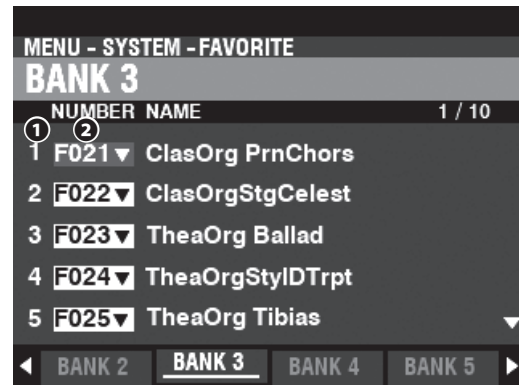 MENU - SYSTEM - FAVORITE
BANK 3
NUMBER NAME 1 / 10
① ②
1 F021▼ ClasOrg PrnChors
2 F022▼ ClasOrgStgCelest
3 F023▼ TheaOrg Ballad
4 F024▼ TheaOrgStylDTrpt
5 F025▼ TheaOrg Tibias
BANK 2 BANK 3 BANK 4 BANK 5